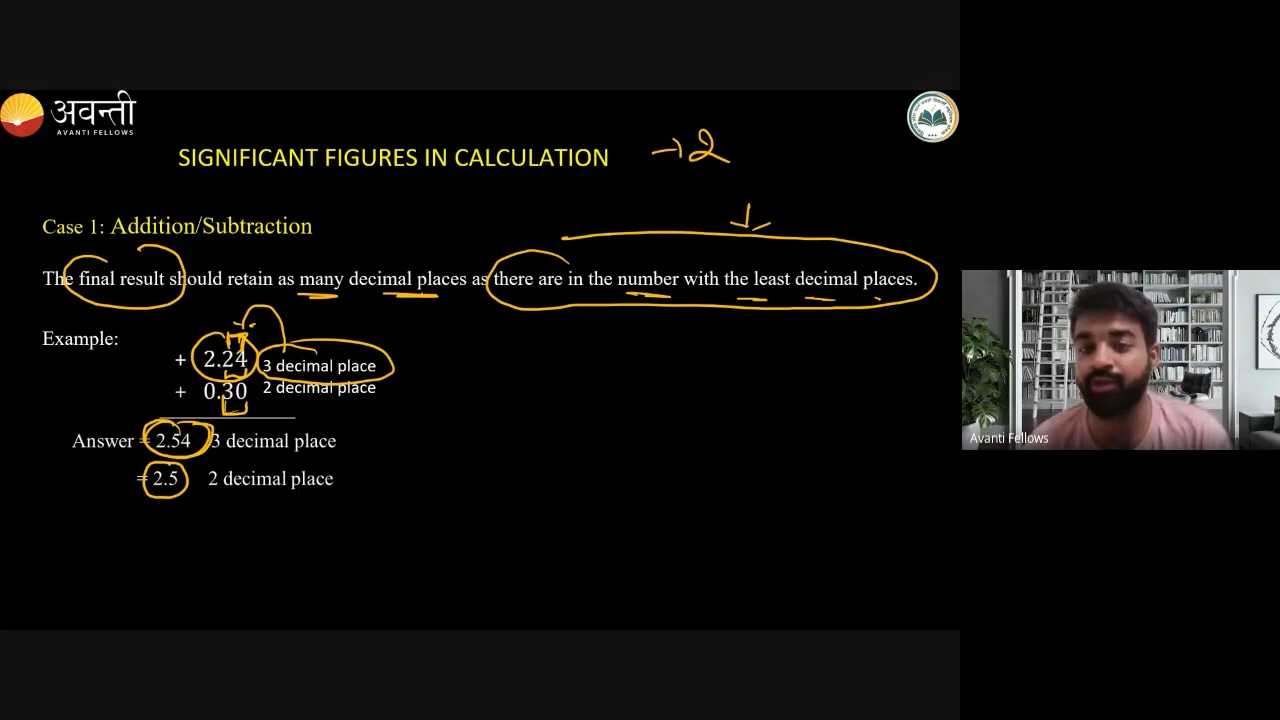 अवन्ती
AVANTI FELLOWS
SIGNIFICANT FIGURES IN CALCULATION → 2
Case 1: Addition/Subtraction
The final result should retain as many decimal places as there are in the number with the least decimal places.
Example:
+ 2.24 3 decimal place
+ 0.30 2 decimal place
Answer = 2.54 3 decimal place
= 2.5 2 decimal place
Avanti Fellows